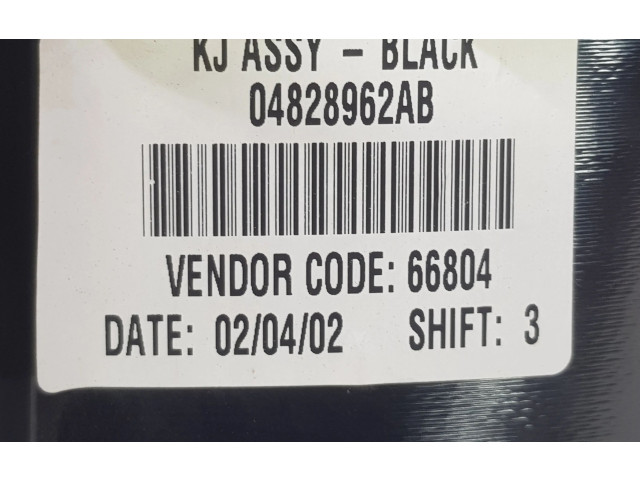 KJ ASSY - BLACK
04828962AB
VENDOR CODE: 66804
DATE: 02/04/02 SHIFT: 3